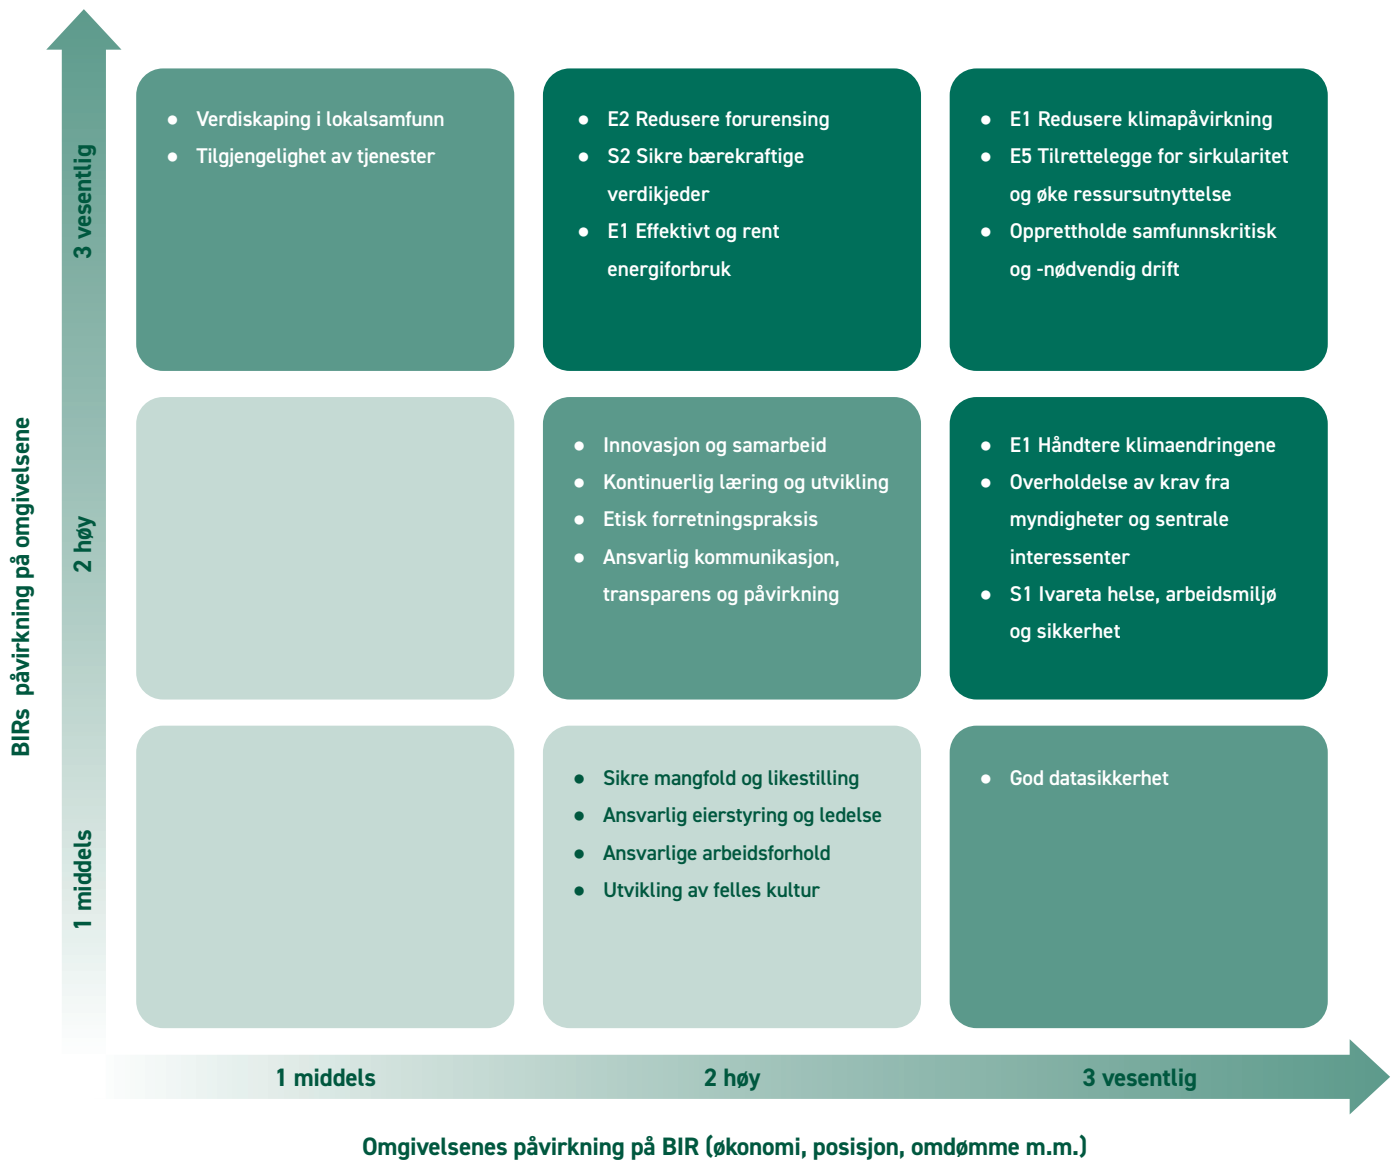 BIRs påvirkning på omgivelsene
3 vesentlig
● Verdiskaping i lokalsamfunn
● Tilgjengelighet av tjenester
● E2 Redusere forurensing
● S2 Sikre bærekraftige
verdikjeder
● E1 Effektivt og rent
energiforbruk
● E1 Redusere klimapåvirkning
● E5 Tilrettelegge for sirkularitet
og øke ressursutnyttelse
● Opprettholde samfunnskritisk
og -nødvendig drift
2 høy
● Innovasjon og samarbeid
● Kontinuerlig læring og utvikling
● Etisk forretningspraksis
● Ansvarlig kommunikasjon,
transparens og påvirkning
● E1 Håndtere klimaendringene
● Overholdelse av krav fra
myndigheter og sentrale
interessenter
● S1 Ivareta helse, arbeidsmiljø
og sikkerhet
1 middels
● Sikre mangfold og likestilling
● Ansvarlig eierstyring og ledelse
● Ansvarlige arbeidsforhold
● Utvikling av felles kultur
● God datasikkerhet
1 middels
2 høy
3 vesentlig
Omgivelsenes påvirkning på BIR (økonomi, posisjon, omdømme m.m.)